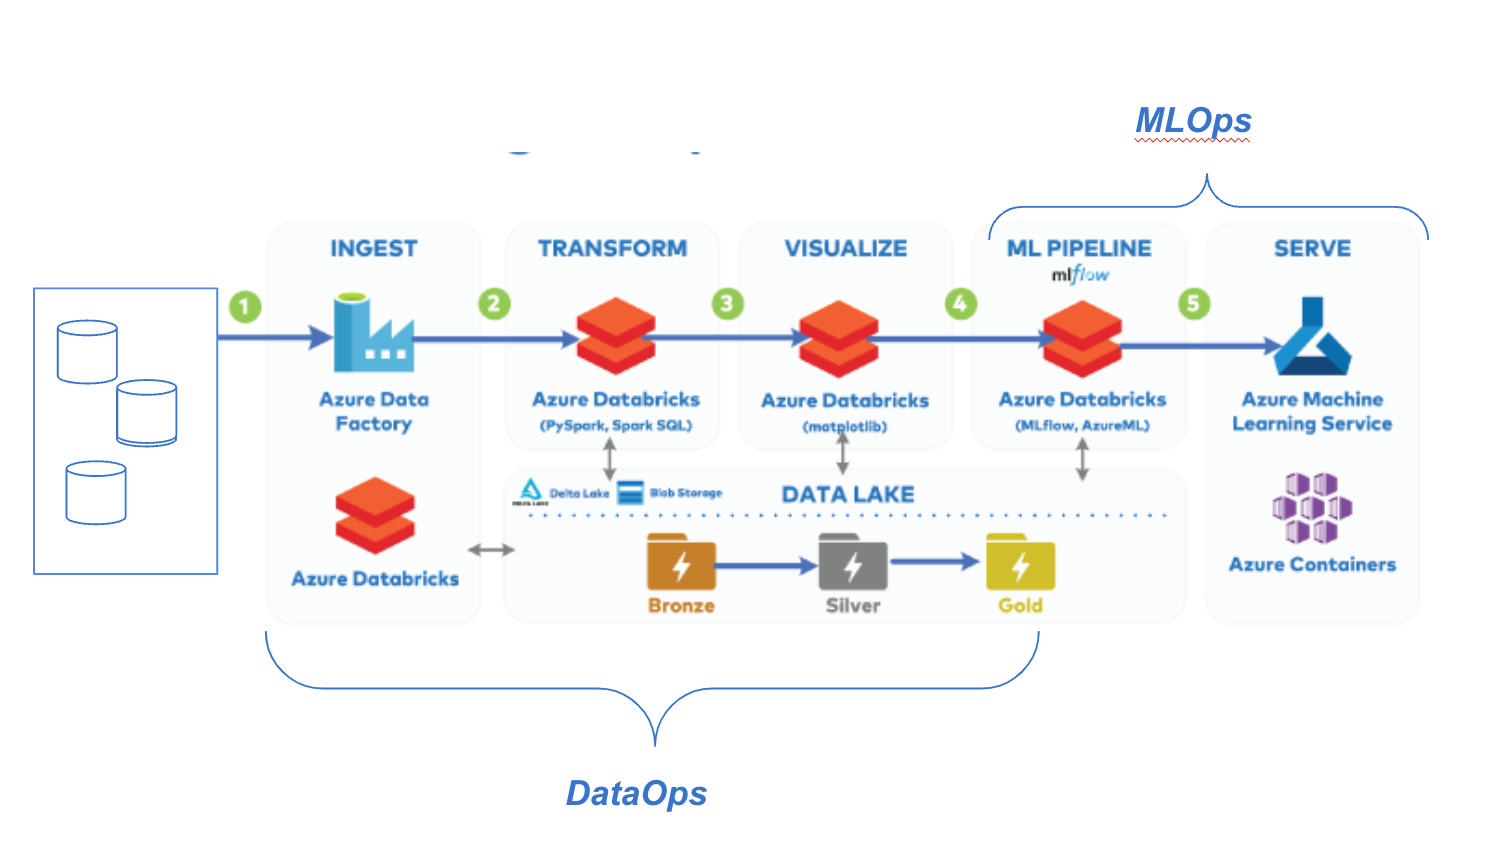 MLOps
INGEST
TRANSFORM
VISUALIZE
ML PIPELINE
SERVE
mlflow
1
2
3
4
5
Azure Data
Factory
Azure Databricks
(PySpark, Spark SQL)
Azure Databricks
(matplotlib)
Azure Databricks
(MLflow, AzureML)
Azure Machine
Learning Service
DELTA LAKE
Delta Lake
Blob Storage
DATA LAKE
Azure Databricks
Bronze
Silver
Gold
Azure Containers
DataOps